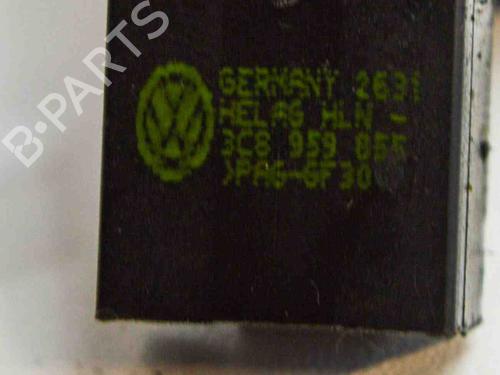 B-PARTS
GERMANY 2631
HELAG HLN -
3C8 959 855
>PA6-GF30